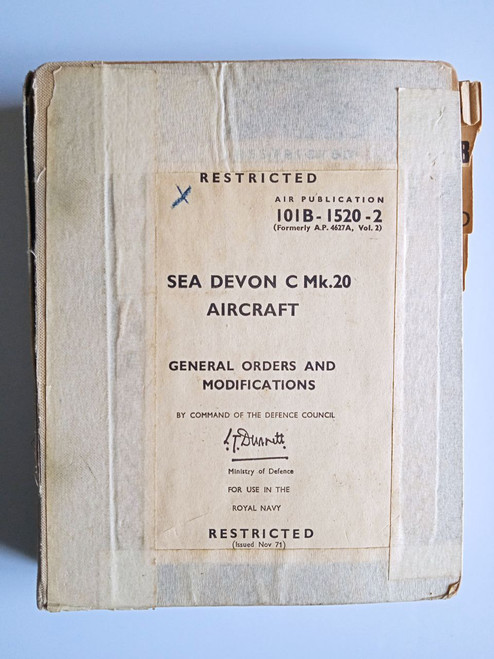 RESTRICTED
AIR PUBLICATION
101B-1520-2
(Formerly A.P. 4627A, Vol. 2)
SEA DEVON C Mk.20
AIRCRAFT
GENERAL ORDERS AND
MODIFICATIONS
BY COMMAND OF THE DEFENCE COUNCIL
Ministry of Defence
FOR USE IN THE
ROYAL NAVY
RESTRICTED
(Issued Nov 71)